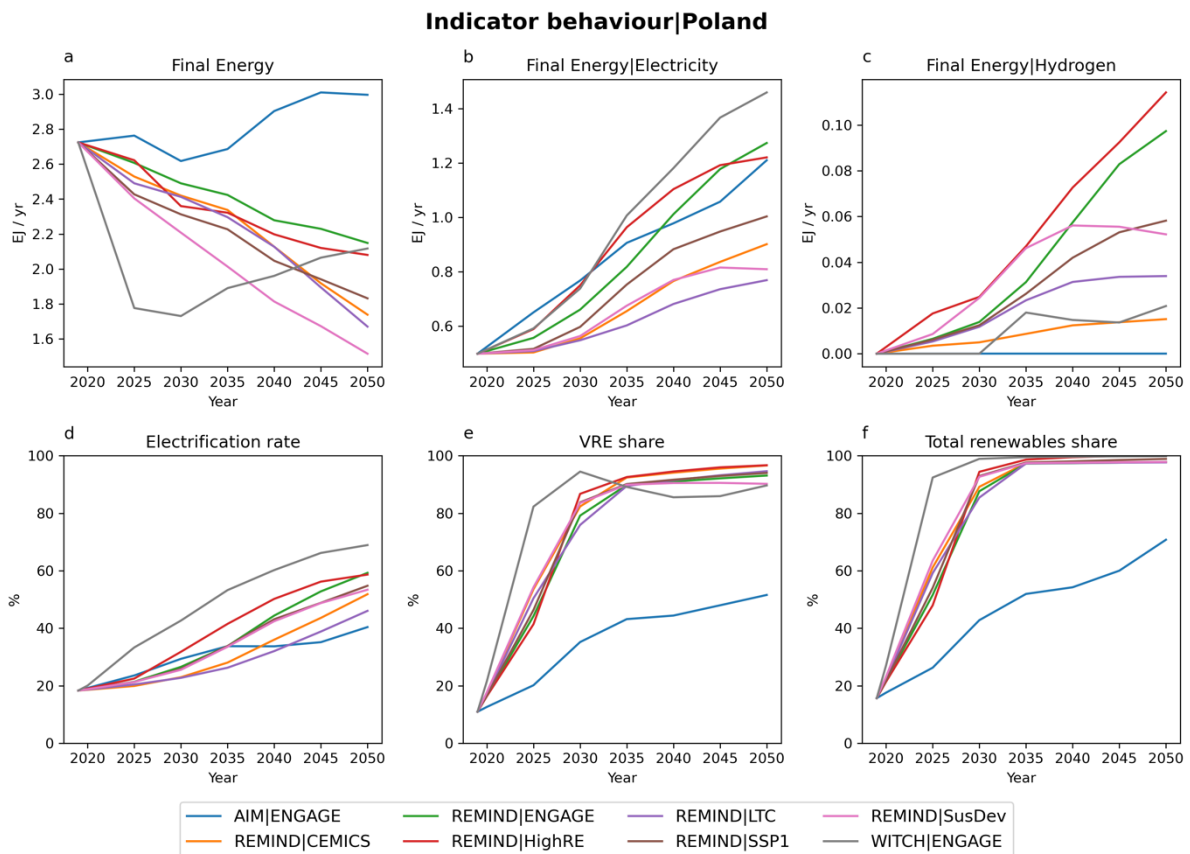 Indicator behaviour|Poland
a
Final Energy
EJ / yr
3.0
2.8
2.6
2.4
2.2
2.0
1.8
1.6
2020 2025 2030 2035 2040 2045 2050
Year
b
Final Energy|Electricity
EJ / yr
1.4
1.2
1.0
0.8
0.6
2020 2025 2030 2035 2040 2045 2050
Year
c
Final Energy|Hydrogen
EJ / yr
0.10
0.08
0.06
0.04
0.02
0.00
2020 2025 2030 2035 2040 2045 2050
Year
d
Electrification rate
%
100
80
60
40
20
0
2020 2025 2030 2035 2040 2045 2050
Year
e
VRE share
%
100
80
60
40
20
0
2020 2025 2030 2035 2040 2045 2050
Year
f
Total renewables share
%
100
80
60
40
20
0
2020 2025 2030 2035 2040 2045 2050
Year
AIM|ENGAGE REMIND|ENGAGE REMIND|LTC REMIND|SusDev
REMIND|CEMICS REMIND|HighRE REMIND|SSP1 WITCH|ENGAGE